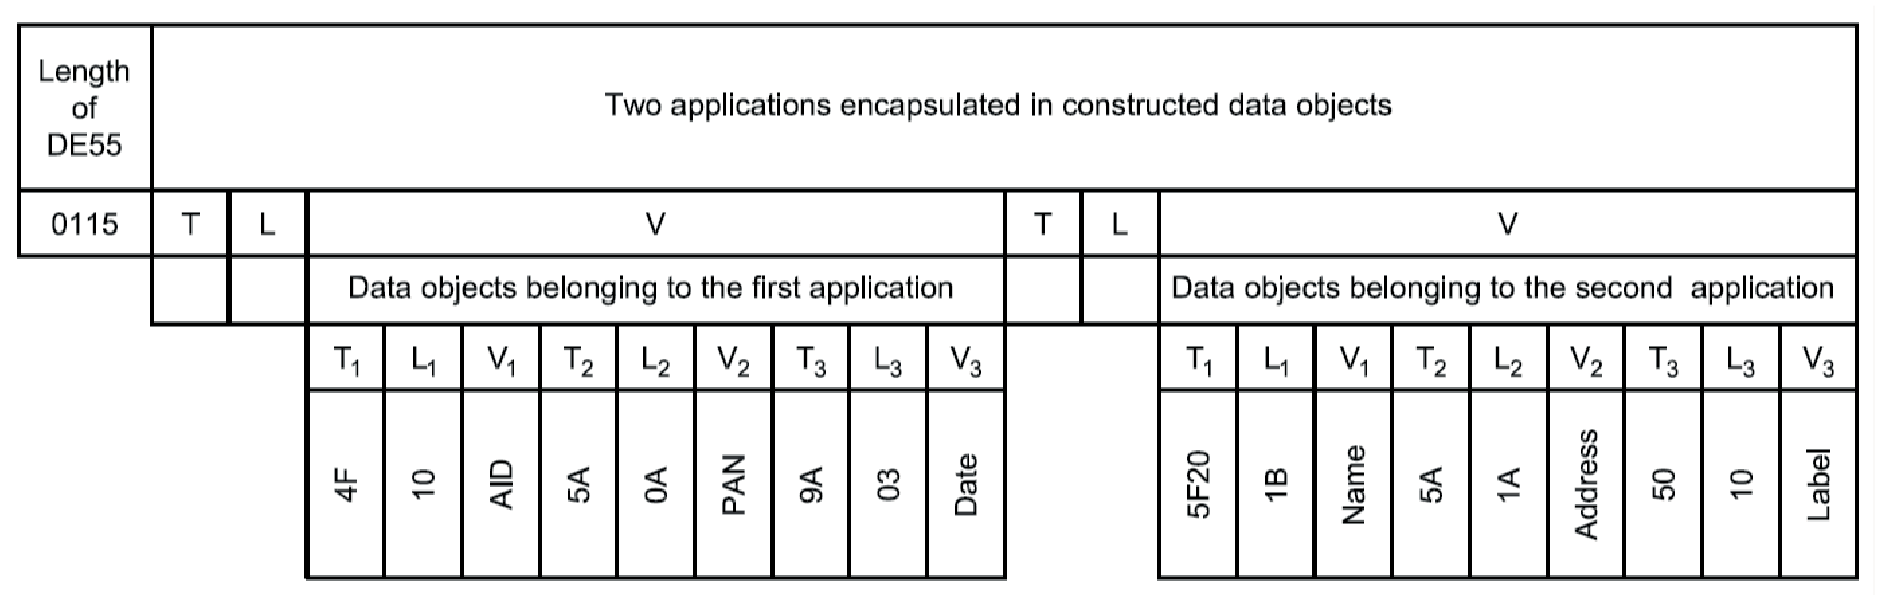 Length
of
DE55
Two applications encapsulated in constructed data objects
0115 T L V T L V
Data objects belonging to the first application Data objects belonging to the second application
T1 L1 V1 T2 L2 V2 T3 L3 V3 T1 L1 V1 T2 L2 V2 T3 L3 V3
4F 10 AID 5A 0A PAN 9A 03 Date 5F20 1B Name 5A 1A Address 50 10 Label